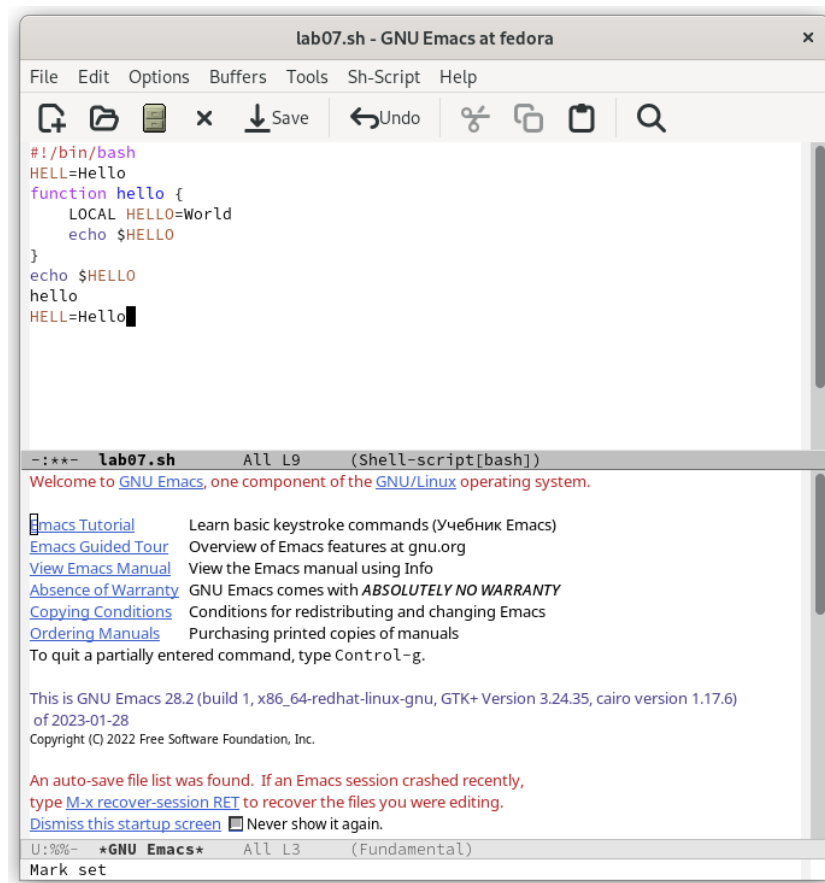 lab07.sh - GNU Emacs at fedora
File Edit Options Buffers Tools Sh-Script Help
Save Undo
#!/bin/bash
HELL=Hello
function hello {
    LOCAL HELLO=World
    echo $HELLO
}
echo $HELLO
hello
HELL=Hello
-:**- lab07.sh All L9 (Shell-script[bash])
Welcome to GNU Emacs, one component of the GNU/Linux operating system.
Emacs Tutorial Learn basic keystroke commands (Учебник Emacs)
Emacs Guided Tour Overview of Emacs features at gnu.org
View Emacs Manual View the Emacs manual using Info
Absence of Warranty GNU Emacs comes with ABSOLUTELY NO WARRANTY
Copying Conditions Conditions for redistributing and changing Emacs
Ordering Manuals Purchasing printed copies of manuals
To quit a partially entered command, type Control-g.
This is GNU Emacs 28.2 (build 1, x86_64-redhat-linux-gnu, GTK+ Version 3.24.35, cairo version 1.17.6)
of 2023-01-28
Copyright (C) 2022 Free Software Foundation, Inc.
An auto-save file list was found. If an Emacs session crashed recently,
type M-x recover-session RET to recover the files you were editing.
Dismiss this startup screen Never show it again.
U:%%- *GNU Emacs* All L3 (Fundamental)
Mark set